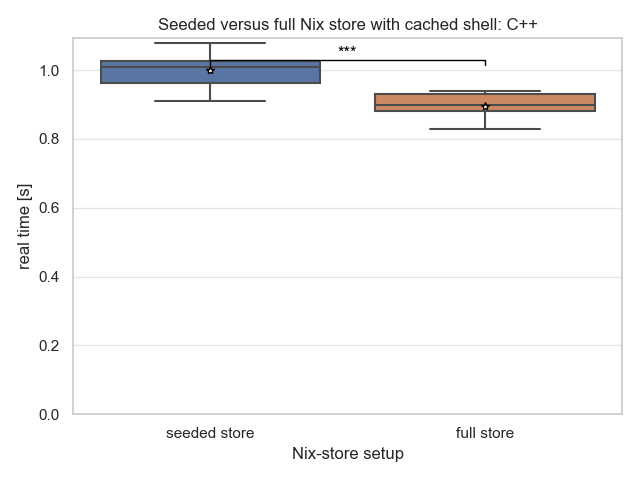 Seeded versus full Nix store with cached shell: C++
***
1.0
0.8
0.6
0.4
0.2
0.0
real time [s]
seeded store
full store
Nix-store setup